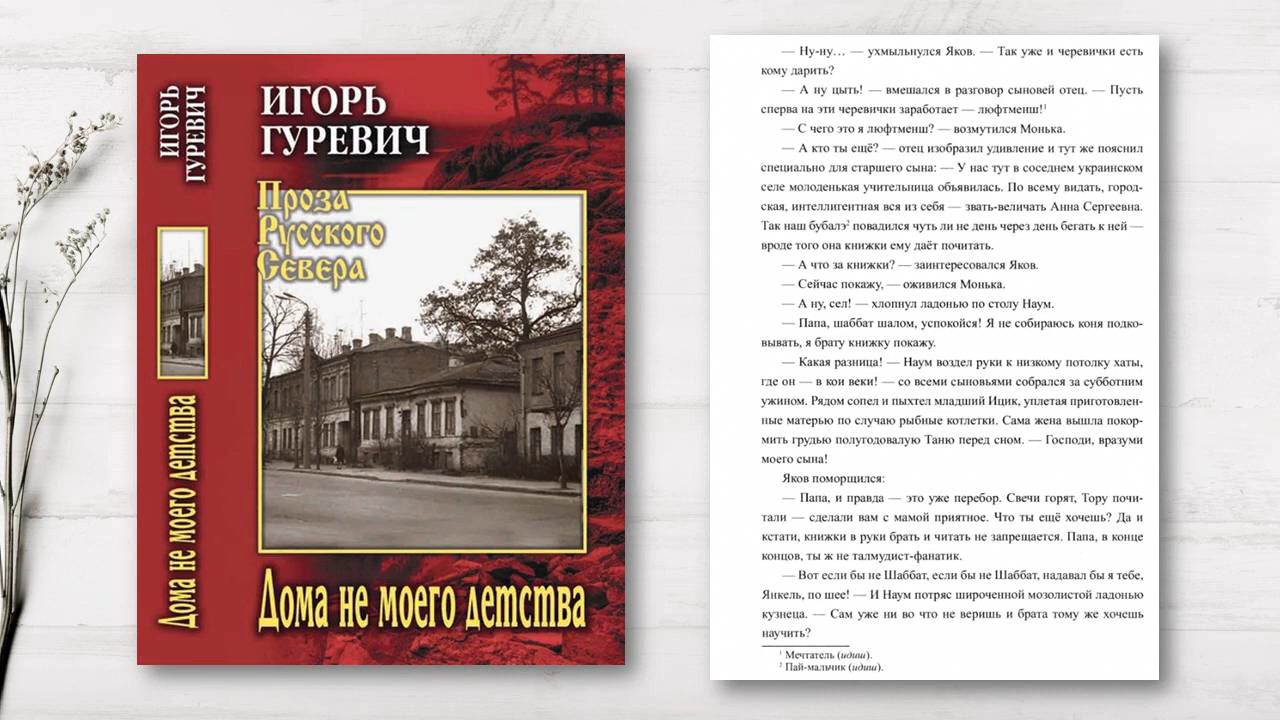 ИГОРЬ
ГУРЕВИЧ
Дома не моего детства
ИГОРЬ
ГУРЕВИЧ
Проза
Русского
Севера
Дома не моего детства
— Ну-ну… — ухмыльнулся Яков. — Так уже и черевички есть
кому дарить?
— А ну цыть! — вмешался в разговор сыновей отец. — Пусть
сперва на эти черевички заработает — люфтменш!¹
— С чего это я люфтменш? — возмутился Монька.
— А кто ты ещё? — отец изобразил удивление и тут же пояснил
специально для старшего сына: — У нас тут в соседнем украинском
селе молоденькая учительница объявилась. По всему видать, город-
ская, интеллигентная вся из себя — звать-величать Анна Сергеевна.
Так наш бубалэ² повадился чуть ли не день через день бегать к ней —
вроде того она книжки ему даёт почитать.
— А что за книжки? — заинтересовался Яков.
— Сейчас покажу, — оживился Монька.
— А ну, сел! — хлопнул ладонью по столу Наум.
— Папа, шаббат шалом, успокойся! Я не собираюсь коня подко-
вывать, я брату книжку покажу.
— Какая разница! — Наум воздел руки к низкому потолку хаты,
где он — в кои веки! — со всеми сыновьями собрался за субботним
ужином. Рядом сопел и пыхтел младший Ицик, уплетая приготовлен-
ные матерью по случаю рыбные котлетки. Сама жена вышла покор-
мить грудью полугодовалую Таню перед сном. — Господи, вразуми
моего сына!
Яков поморщился:
— Папа, и правда — это уже перебор. Свечи горят, Тору почи-
тали — сделали вам с мамой приятное. Что ты ещё хочешь? Да и
кстати, книжки в руки брать и читать не запрещается. Папа, в конце
концов, ты ж не талмудист-фанатик.
— Вот если бы не Шаббат, если бы не Шаббат, надавал бы я тебе,
Янкель, по шее! — И Наум потряс широченной мозолистой ладонью
кузнеца. — Сам уже ни во что не веришь и брата тому же хочешь
научить?
¹ Мечтатель (идиш).
² Пай-мальчик (идиш).